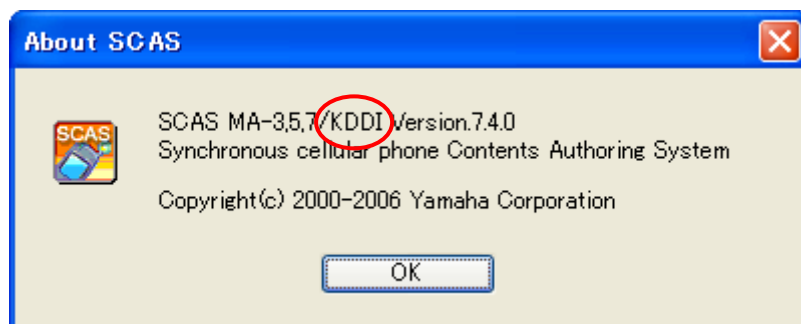 About SCAS
SCAS
SCAS MA-3,5,7/KDDI Version.7.4.0
Synchronous cellular phone Contents Authoring System
Copyright(c) 2000-2006 Yamaha Corporation
OK